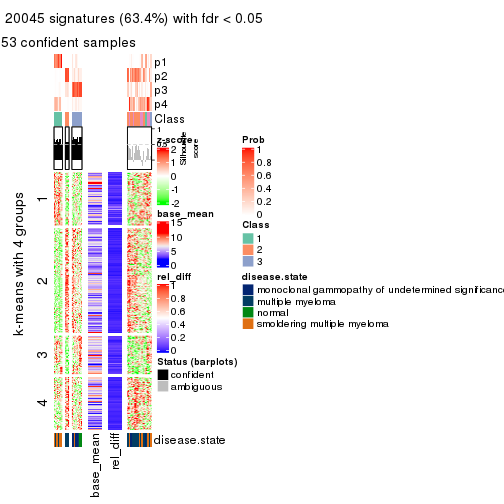 20045 signatures (63.4%) with fdr < 0.05
53 confident samples
p1
p2
p3
p4
Class
1
0.5
0
Silhouette score
k-means with 4 groups
1
2
3
4
base_mean
rel_diff
disease.state
z-score
2
1
0
-1
-2
base_mean
15
10
5
0
rel_diff
1
0.8
0.6
0.4
0.2
0
Status (barplots)
confident
ambiguous
Prob
1
0.8
0.6
0.4
0.2
0
Class
1
2
3
disease.state
monoclonal gammopathy of undetermined significance
multiple myeloma
normal
smoldering multiple myeloma